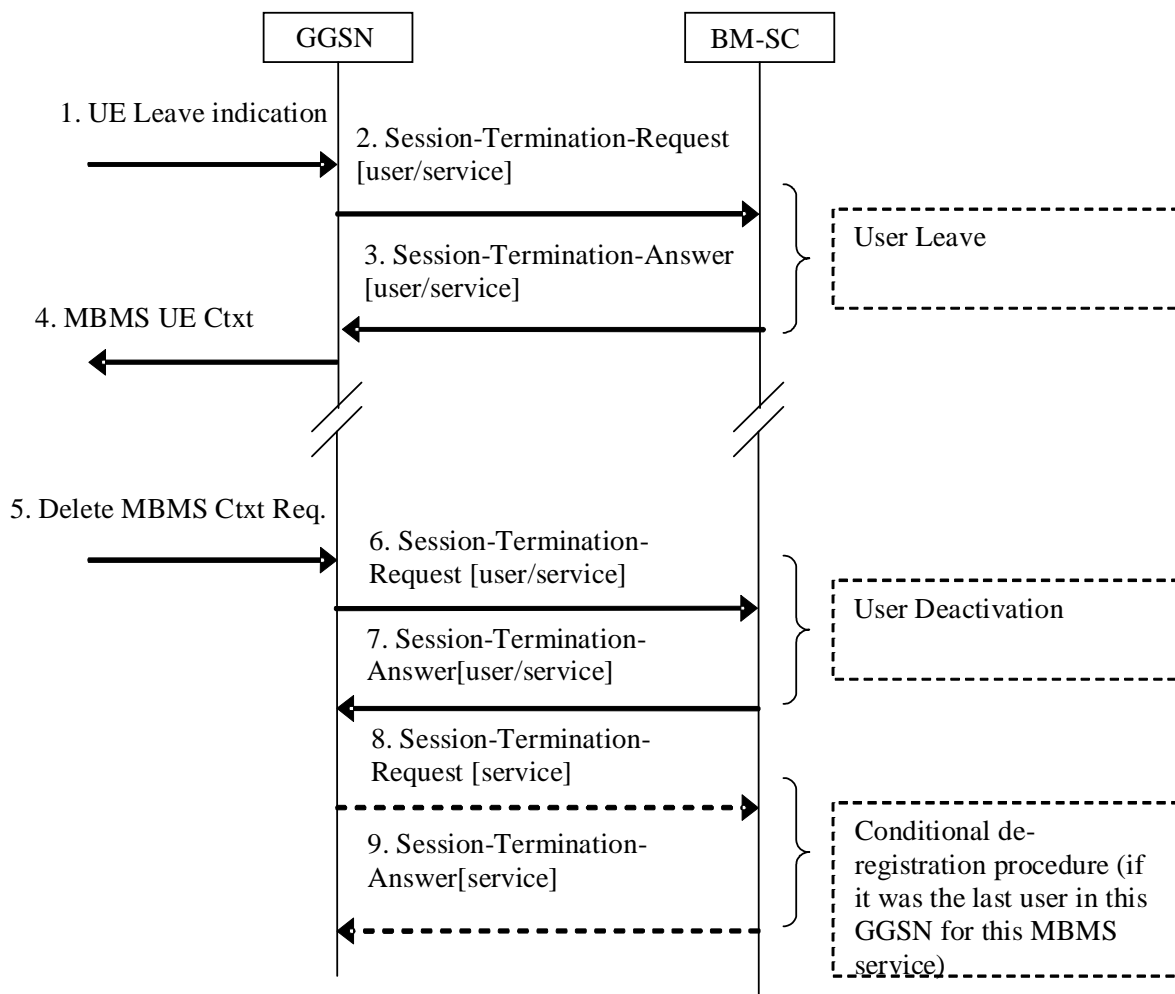 GGSN
BM-SC
1. UE Leave indication
2. Session-Termination-Request
[user/service]
3. Session-Termination-Answer
[user/service]
User Leave
4. MBMS UE Ctxt
5. Delete MBMS Ctxt Req.
6. Session-Termination-
Request [user/service]
7. Session-Termination-
Answer[user/service]
User Deactivation
8. Session-Termination-
Request [service]
9. Session-Termination-
Answer[service]
Conditional de-
registration procedure (if
it was the last user in this
GGSN for this MBMS
service)